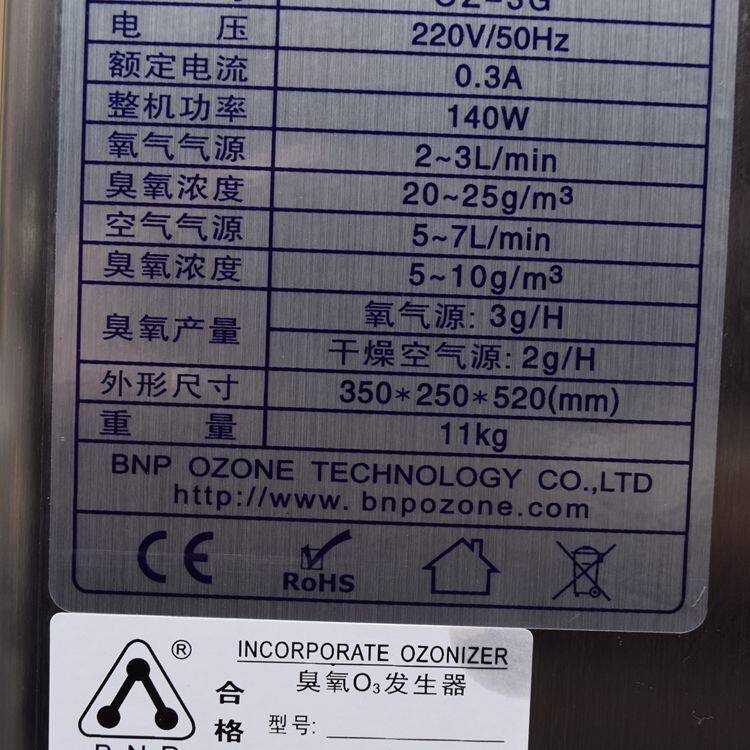 OZ-3G
电 压 220V/50Hz
额定电流 0.3A
整机功率 140W
氧气气源 2~3L/min
臭氧浓度 20~25g/m³
空气气源 5~7L/min
臭氧浓度 5~10g/m³
臭氧产量 氧气源: 3g/H
干燥空气源: 2g/H
外形尺寸 350*250*520(mm)
重 量 11kg
BNP OZONE TECHNOLOGY CO.,LTD
http://www. bnpozone.com
CE RoHS
® INCORPORATE OZONIZER
臭氧O₃发生器
合格
型号:
BNP